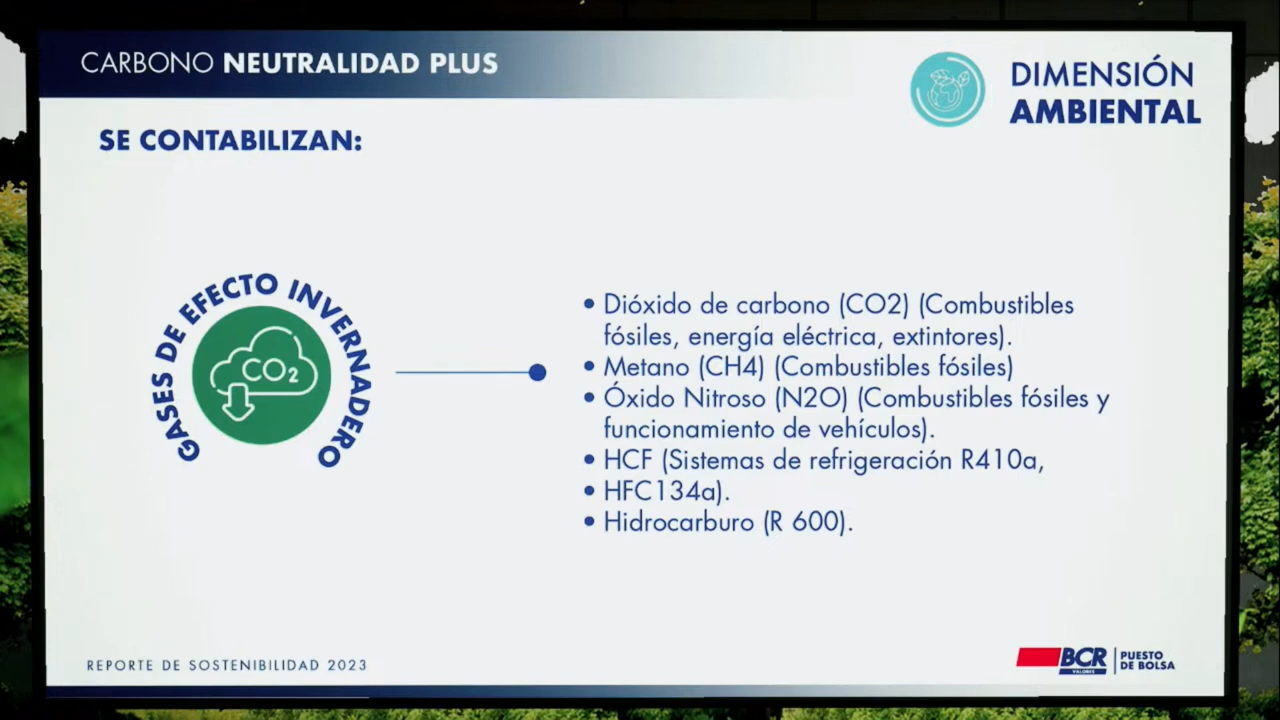 CARBONO NEUTRALIDAD PLUS
DIMENSIÓN
AMBIENTAL
SE CONTABILIZAN:
GASES DE EFECTO INVERNADERO
CO2
• Dióxido de carbono (CO2) (Combustibles
fósiles, energía eléctrica, extintores).
• Metano (CH4) (Combustibles fósiles)
• Óxido Nitroso (N2O) (Combustibles fósiles y
funcionamiento de vehículos).
• HCF (Sistemas de refrigeración R410a,
• HFC134a).
• Hidrocarburo (R 600).
REPORTE DE SOSTENIBILIDAD 2023
BCR
VALORES
PUESTO
DE BOLSA